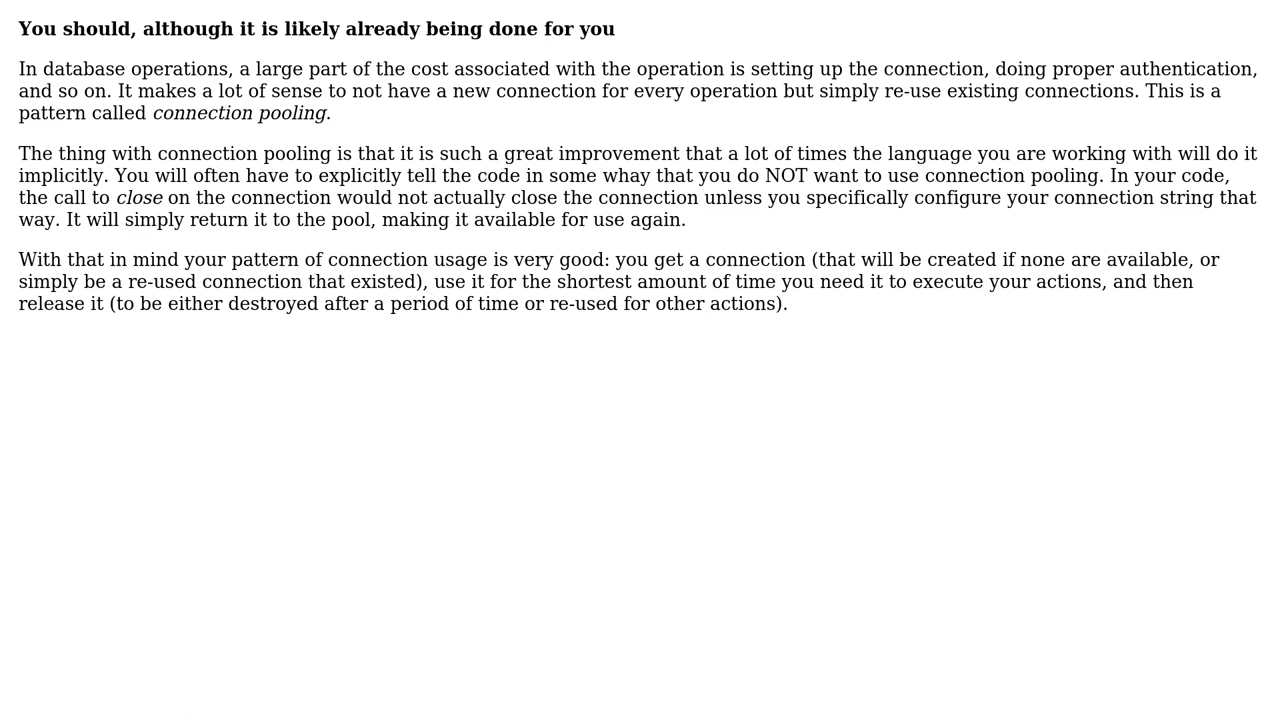 You should, although it is likely already being done for you
In database operations, a large part of the cost associated with the operation is setting up the connection, doing proper authentication,
and so on. It makes a lot of sense to not have a new connection for every operation but simply re-use existing connections. This is a
pattern called connection pooling.
The thing with connection pooling is that it is such a great improvement that a lot of times the language you are working with will do it
implicitly. You will often have to explicitly tell the code in some whay that you do NOT want to use connection pooling. In your code,
the call to close on the connection would not actually close the connection unless you specifically configure your connection string that
way. It will simply return it to the pool, making it available for use again.
With that in mind your pattern of connection usage is very good: you get a connection (that will be created if none are available, or
simply be a re-used connection that existed), use it for the shortest amount of time you need it to execute your actions, and then
release it (to be either destroyed after a period of time or re-used for other actions).